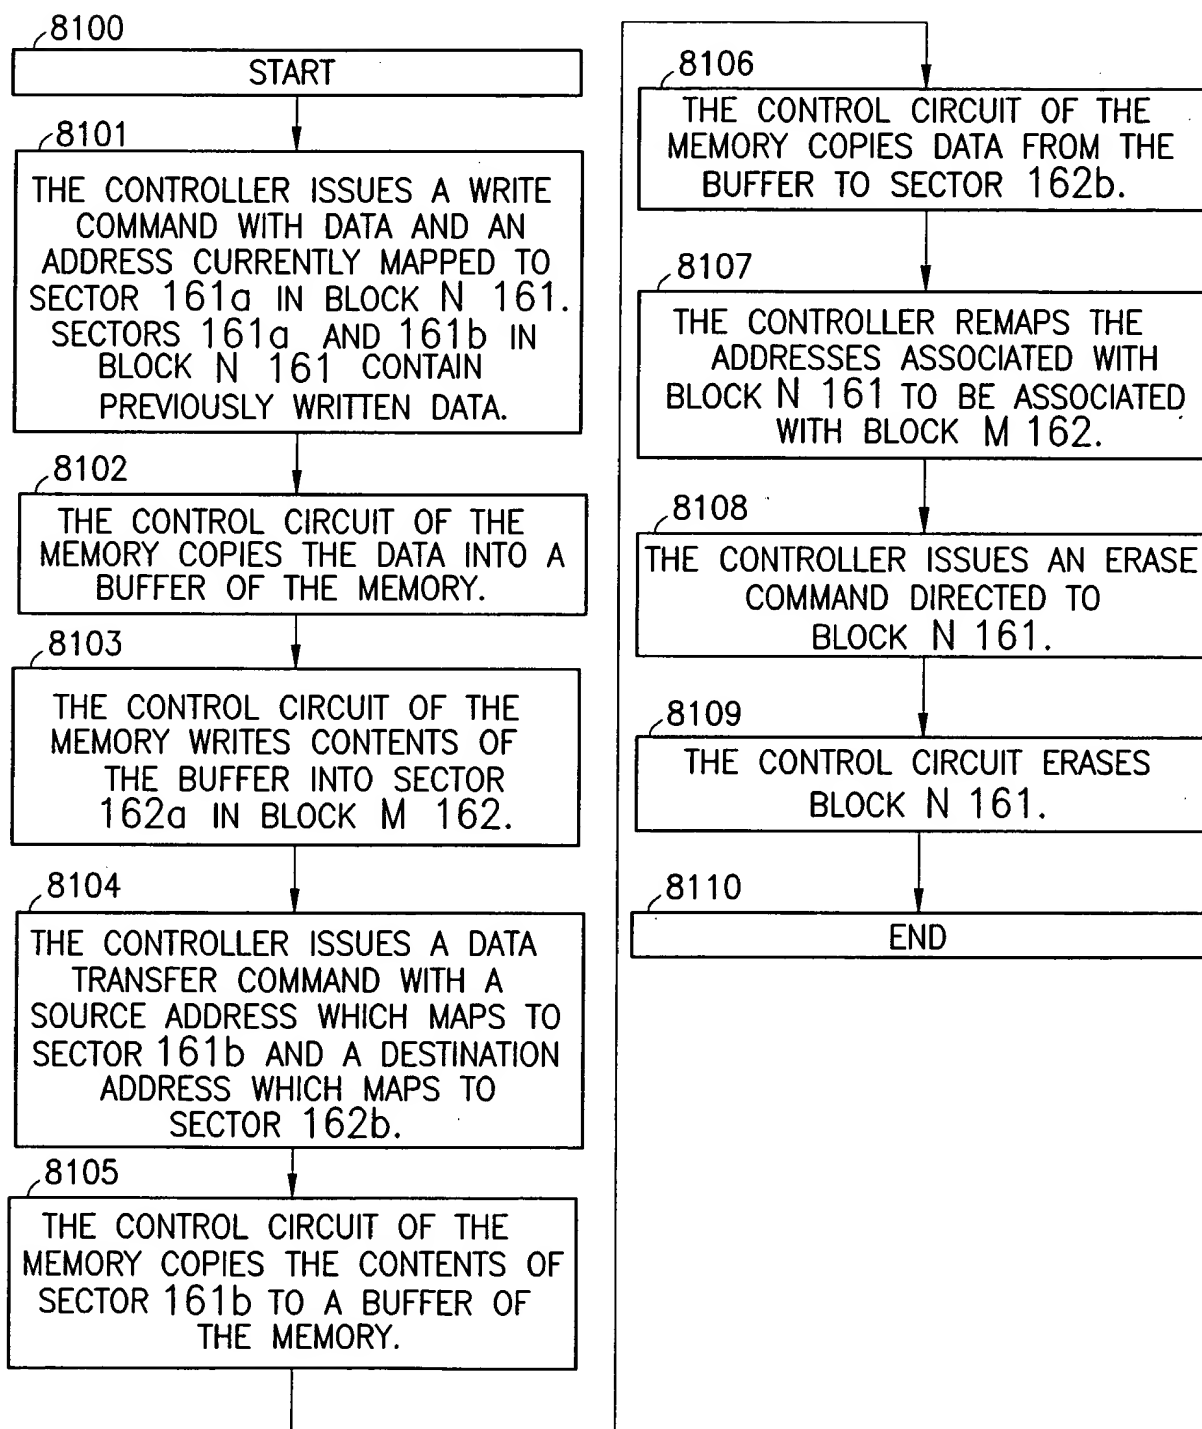 8100
START
8101
THE CONTROLLER ISSUES A WRITE
COMMAND WITH DATA AND AN
ADDRESS CURRENTLY MAPPED TO
SECTOR 161a IN BLOCK N 161.
SECTORS 161a AND 161b IN
BLOCK N 161 CONTAIN
PREVIOUSLY WRITTEN DATA.
8102
THE CONTROL CIRCUIT OF THE
MEMORY COPIES THE DATA INTO A
BUFFER OF THE MEMORY.
8103
THE CONTROL CIRCUIT OF THE
MEMORY WRITES CONTENTS OF
THE BUFFER INTO SECTOR
162a IN BLOCK M 162.
8104
THE CONTROLLER ISSUES A DATA
TRANSFER COMMAND WITH A
SOURCE ADDRESS WHICH MAPS TO
SECTOR 161b AND A DESTINATION
ADDRESS WHICH MAPS TO
SECTOR 162b.
8105
THE CONTROL CIRCUIT OF THE
MEMORY COPIES THE CONTENTS OF
SECTOR 161b TO A BUFFER OF
THE MEMORY.
8106
THE CONTROL CIRCUIT OF THE
MEMORY COPIES DATA FROM THE
BUFFER TO SECTOR 162b.
8107
THE CONTROLLER REMAPS THE
ADDRESSES ASSOCIATED WITH
BLOCK N 161 TO BE ASSOCIATED
WITH BLOCK M 162.
8108
THE CONTROLLER ISSUES AN ERASE
COMMAND DIRECTED TO
BLOCK N 161.
8109
THE CONTROL CIRCUIT ERASES
BLOCK N 161.
8110
END